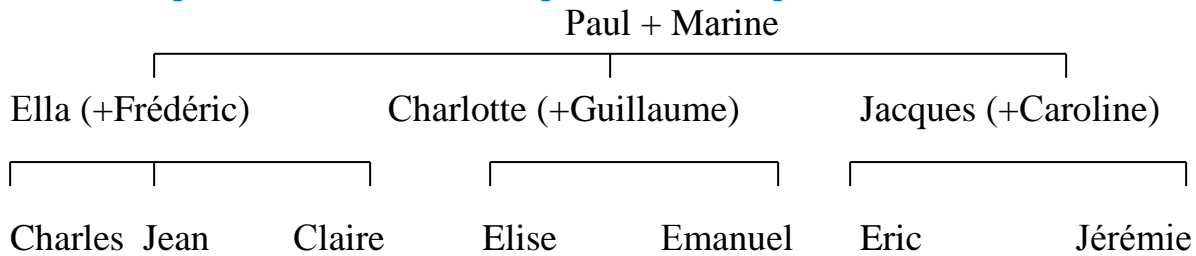 Paul + Marine
Ella (+Frédéric) Charlotte (+Guillaume) Jacques (+Caroline)
Charles Jean Claire Elise Emanuel Eric Jérémie